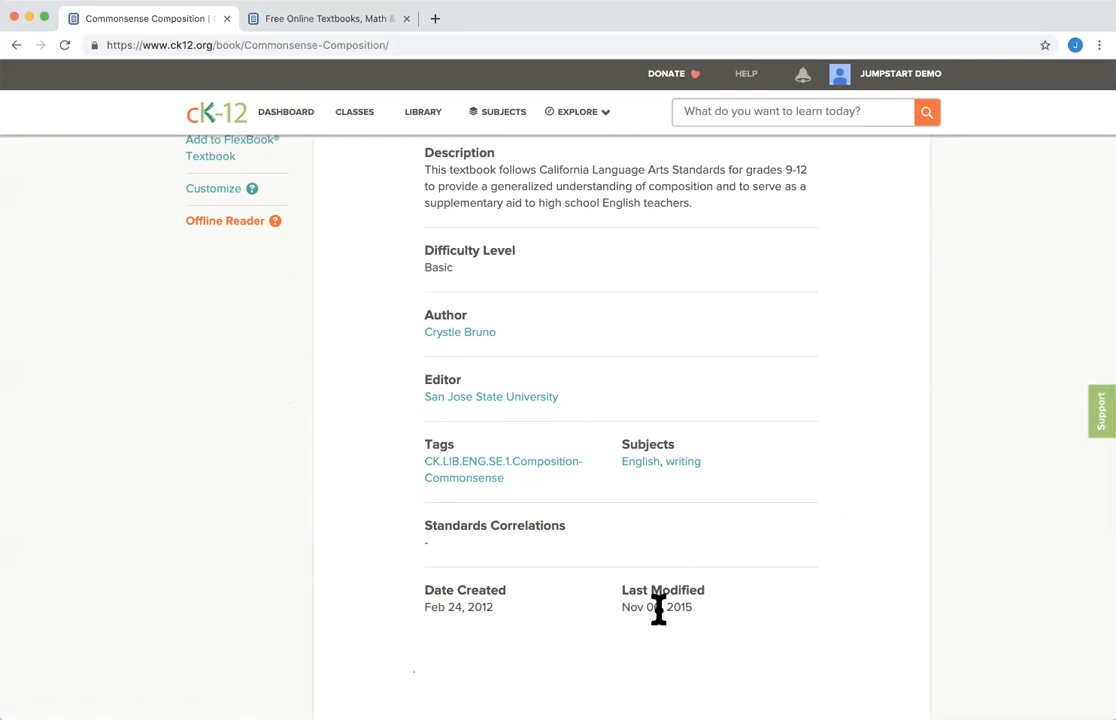 Commonsense Composition |
Free Online Textbooks, Math &
https://www.ck12.org/book/Commonsense-Composition/
J
DONATE
HELP
JUMPSTART DEMO
cK-12
DASHBOARD
CLASSES
LIBRARY
SUBJECTS
EXPLORE
What do you want to learn today?
Add to FlexBook®
Textbook
Customize ?
Offline Reader ?
Description
This textbook follows California Language Arts Standards for grades 9-12
to provide a generalized understanding of composition and to serve as a
supplementary aid to high school English teachers.
Difficulty Level
Basic
Author
Crystle Bruno
Editor
San Jose State University
Tags
CK.LIB.ENG.SE.1.Composition-
Commonsense
Subjects
English, writing
Standards Correlations
-
Date Created
Feb 24, 2012
Last Modified
Nov 2015
Support